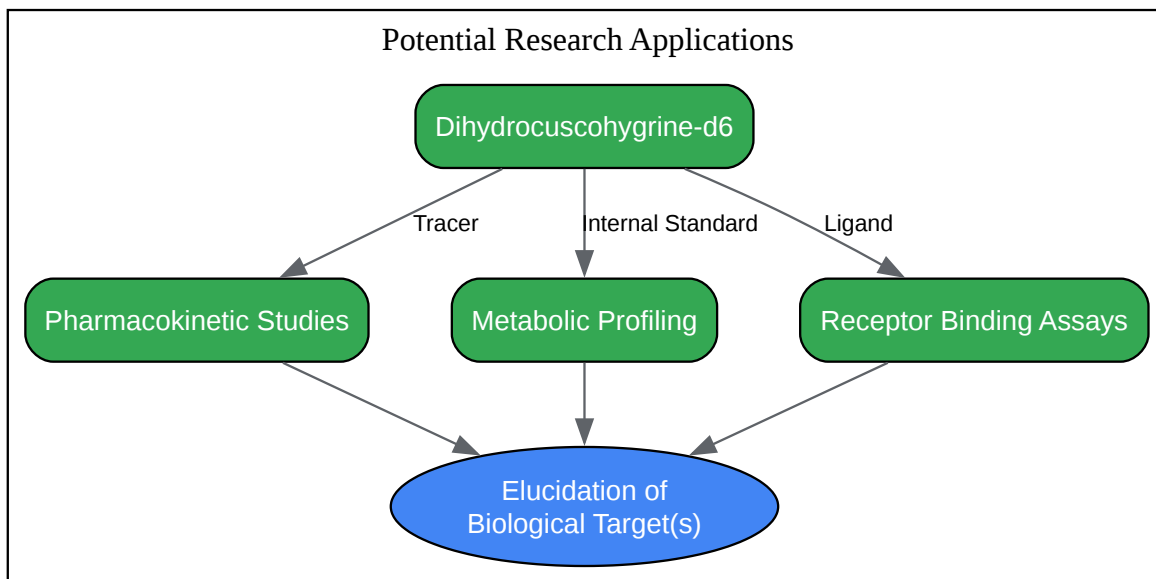 Potential Research Applications
Dihydrocuscohygrine-d6
Tracer
Internal Standard
Ligand
Pharmacokinetic Studies
Metabolic Profiling
Receptor Binding Assays
Elucidation of
Biological Target(s)